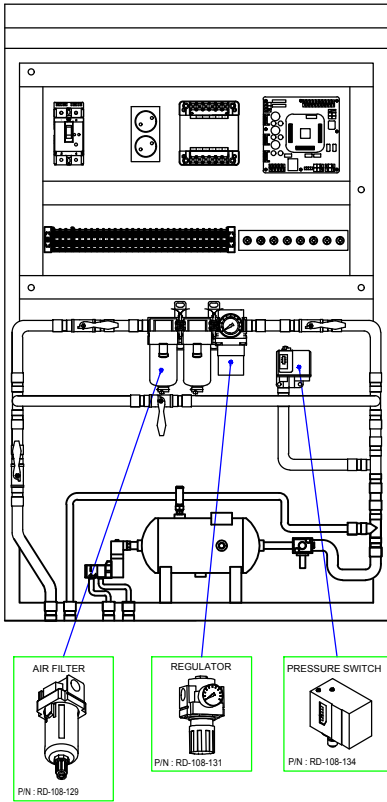 AIR FILTER
P/N : RD-108-129
REGULATOR
P/N : RD-108-131
PRESSURE SWITCH
P/N : RD-108-134